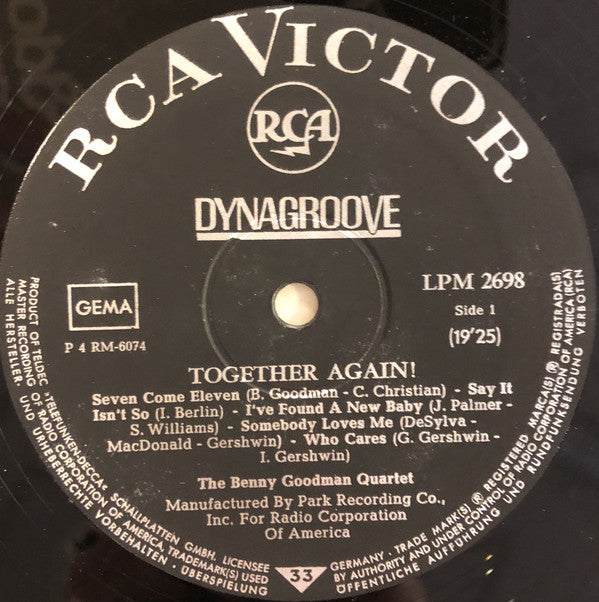 RCA VICTOR
RCA
DYNAGROOVE
GEMA
P 4 RM-6074
LPM 2698
Side 1
(19'25)
TOGETHER AGAIN!
Seven Come Eleven (B. Goodman - C. Christian) - Say It
Isn't So (I. Berlin) - I've Found A New Baby (J. Palmer -
S. Williams) - Somebody Loves Me (DeSylva -
MacDonald - Gershwin) - Who Cares (G. Gershwin -
I. Gershwin)
The Benny Goodman Quartet
Manufactured By Park Recording Co.,
Inc. For Radio Corporation
Of America
PRODUCT OF TELDEC »TELEFUNKEN-DECCA« SCHALLPLATTEN GMBH. LICENSEE
MASTER RECORDING OF RADIO CORPORATION OF AMERICA, TRADEMARK(S) USED
ALLE HERSTELLER- UND URHEBERRECHTE VORBEHALTEN · ÜBERSPIELUNG
33
GERMANY · TRADE MARK(S) ® REGISTERED MARCA(S) ® REGISTRADA(S)
BY AUTHORITY AND UNDER CONTROL OF RADIO CORPORATION OF AMERICA (RCA)
ÖFFENTLICHE AUFFÜHRUNG UND RUNDFUNKSENDUNG VERBOTEN